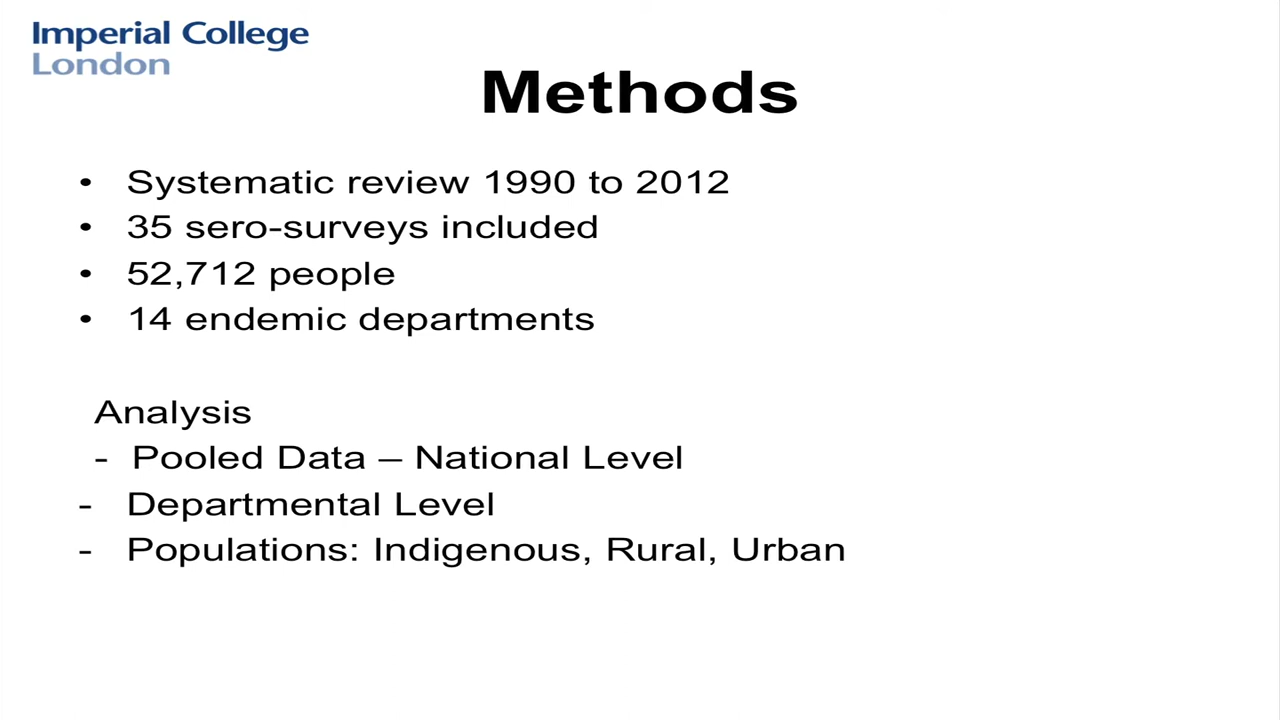 Imperial College
London
Methods
• Systematic review 1990 to 2012
• 35 sero-surveys included
• 52,712 people
• 14 endemic departments
Analysis
- Pooled Data – National Level
- Departmental Level
- Populations: Indigenous, Rural, Urban